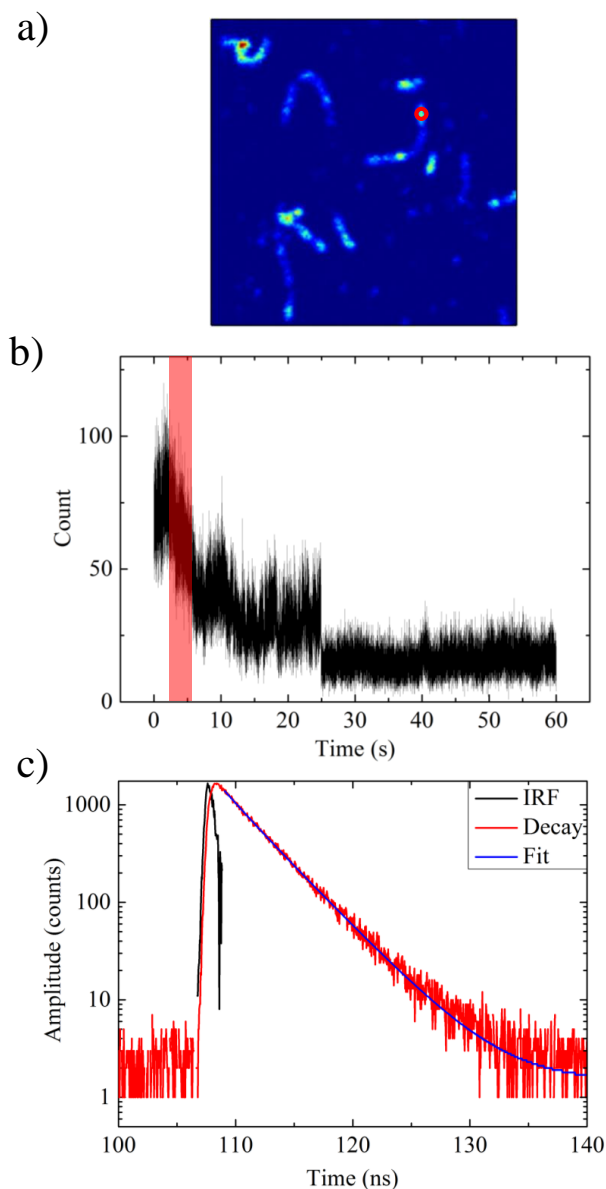 a)
b)
100
50
0
Count
0 10 20 30 40 50 60
Time (s)
c)
1000
100
10
1
Amplitude (counts)
IRF
Decay
Fit
100 110 120 130 140
Time (ns)